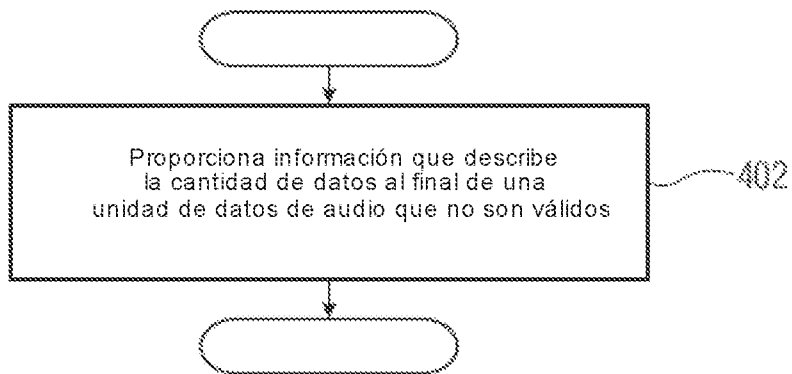 Proporciona información que describe
la cantidad de datos al final de una
unidad de datos de audio que no son válidos
402